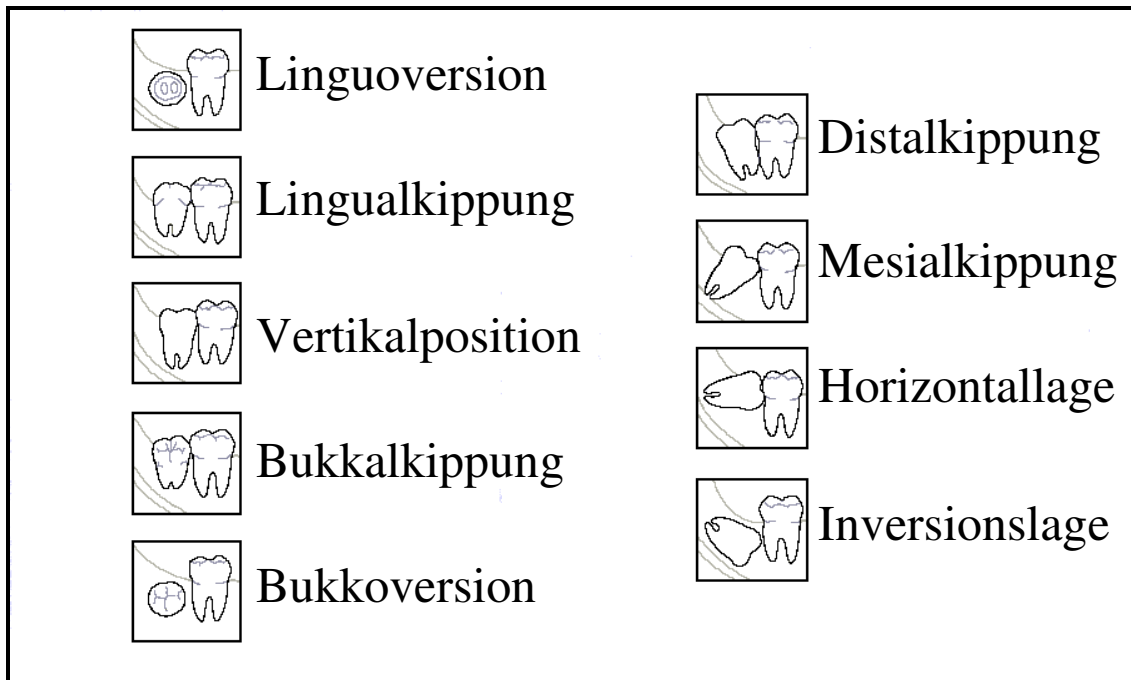 Linguoversion
Lingualkippung
Vertikalposition
Bukkalkippung
Bukkoversion
Distalkippung
Mesialkippung
Horizontallage
Inversionslage